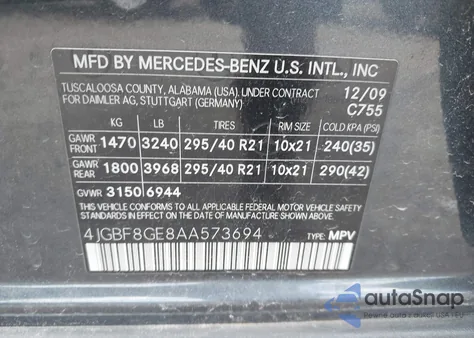 MFD BY MERCEDES-BENZ U.S. INTL., INC
TUSCALOOSA COUNTY, ALABAMA (USA). UNDER CONTRACT 12/09
FOR DAIMLER AG, STUTTGART (GERMANY) C755
KG LB TIRES RIM SIZE COLD KPA (PSI)
GAWR FRONT 1470 3240 295/40 R21 10x21 240(35)
GAWR REAR 1800 3968 295/40 R21 10x21 290(42)
GVWR 3150 6944
THIS VEHICLE CONFORMS TO ALL APPLICABLE FEDERAL MOTOR VEHICLE SAFETY
AND THEFT PREVENTION STANDARDS IN EFFECT ON THE DATE OF MANUFACTURE SHOWN ABOVE.
4JGBF8GE8AA573694 TYPE: MPV
autoSnap